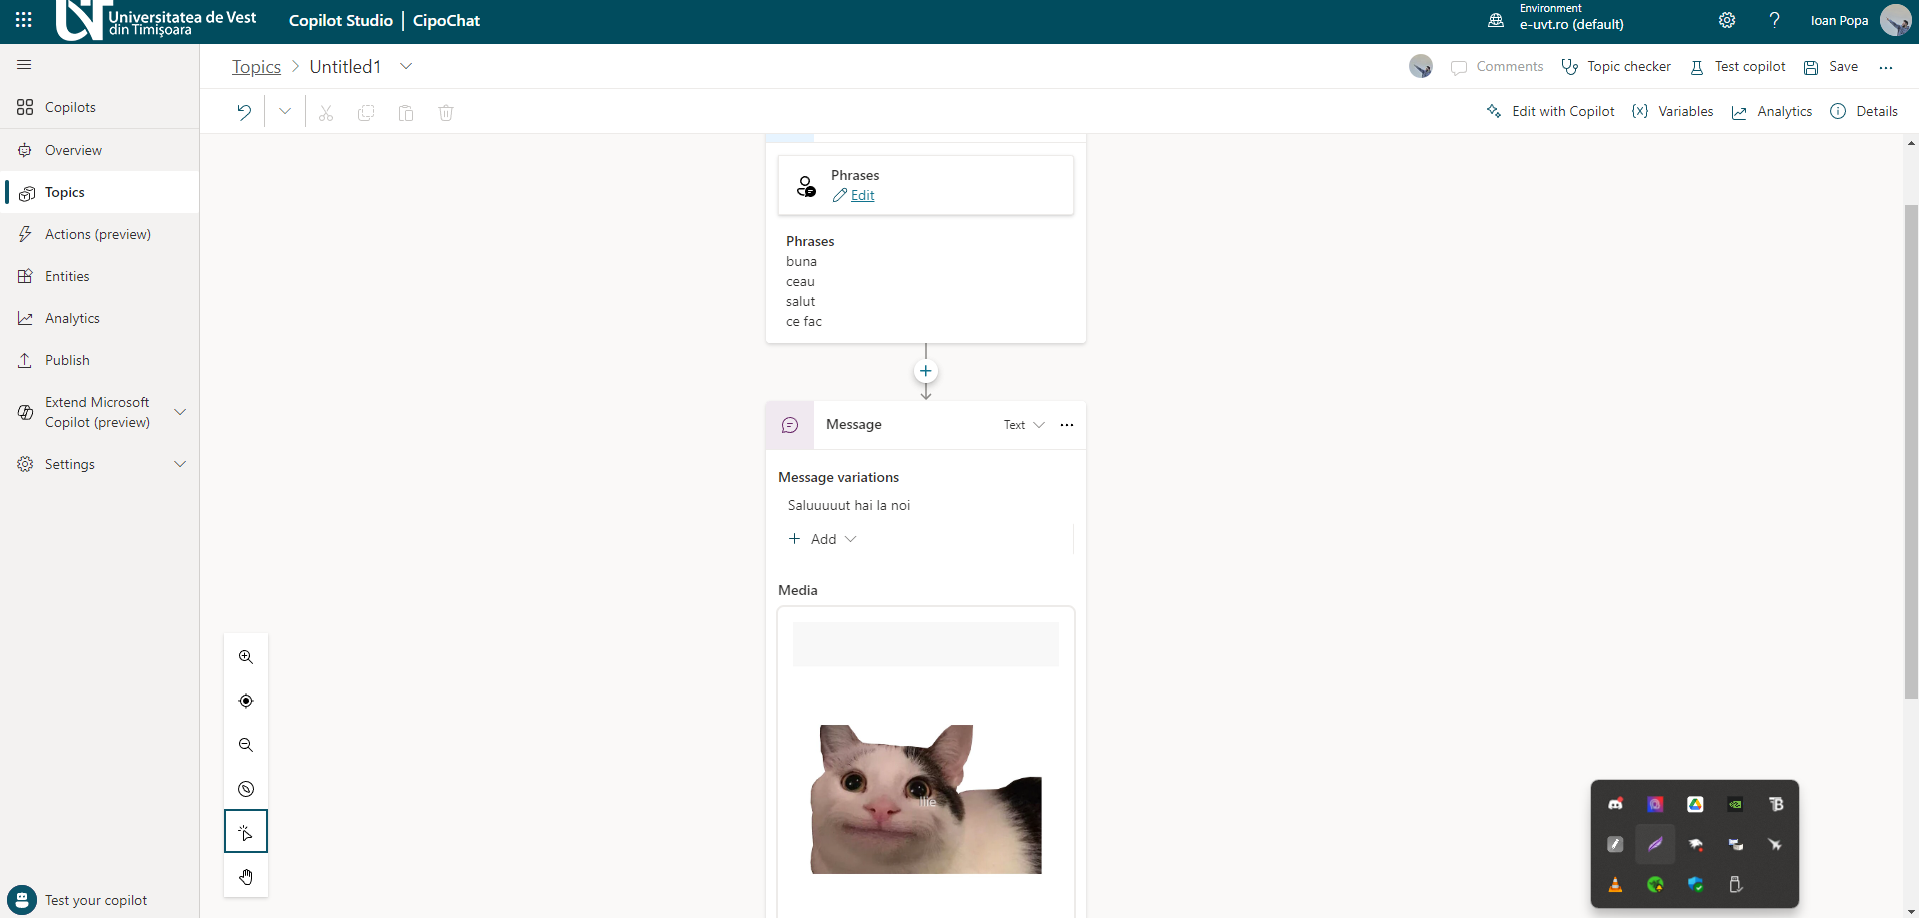 Universitatea de Vest
din Timișoara
Copilot Studio | CipoChat
Environment
e-uvt.ro (default)
Ioan Popa
Topics > Untitled1
Comments
Topic checker
Test copilot
Save
Edit with Copilot
Variables
Analytics
Details
Copilots
Overview
Topics
Actions (preview)
Entities
Analytics
Publish
Extend Microsoft
Copilot (preview)
Settings
Test your copilot
Phrases
Edit
Phrases
buna
ceau
salut
ce fac
Message
Text
Message variations
Saluuuuut hai la noi
Add
Media